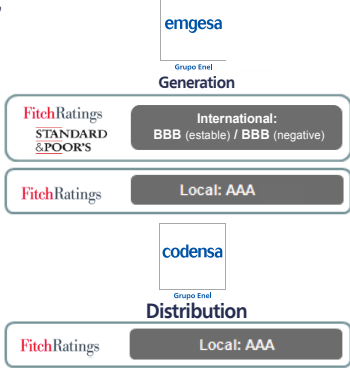 emgesa
Grupo Enel
Generation
FitchRatings
STANDARD
&POOR'S
International:
BBB (estable) / BBB (negative)
FitchRatings
Local: AAA
codensa
Grupo Enel
Distribution
FitchRatings
Local: AAA